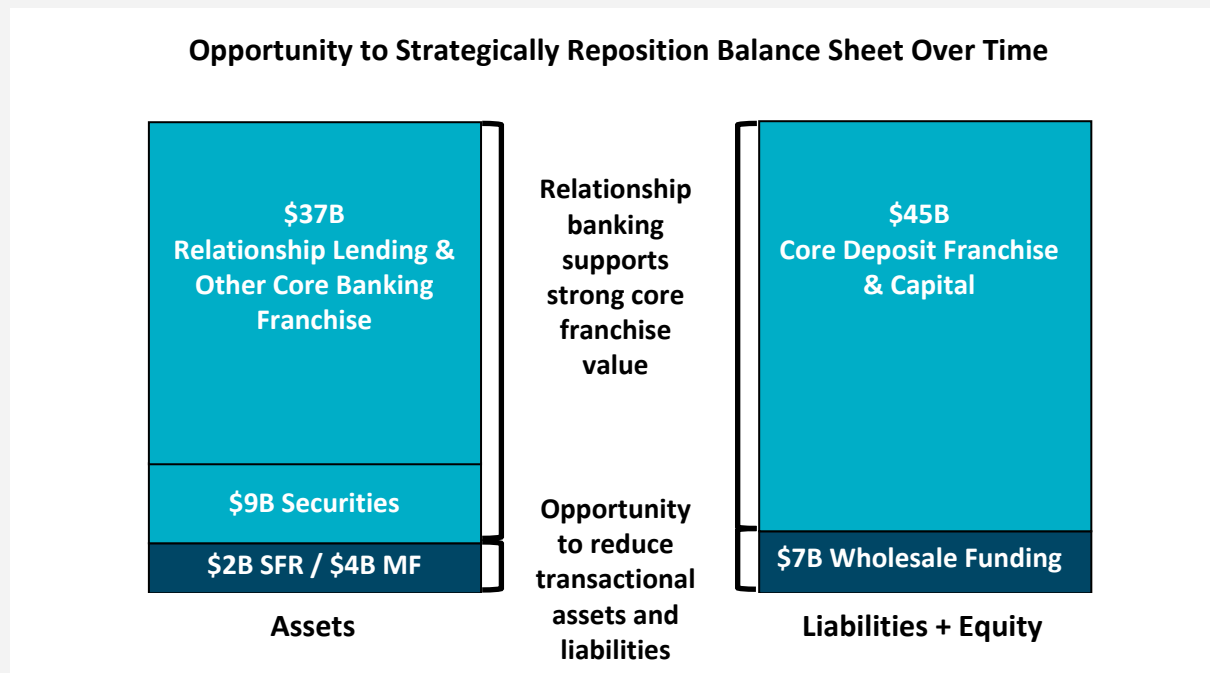 Opportunity to Strategically Reposition Balance Sheet Over Time
$37B
Relationship Lending &
Other Core Banking
Franchise
$9B Securities
$2B SFR / $4B MF
Assets
Relationship
banking
supports
strong core
franchise
value
Opportunity
to reduce
transactional
assets and
liabilities
$45B
Core Deposit Franchise
& Capital
$7B Wholesale Funding
Liabilities + Equity